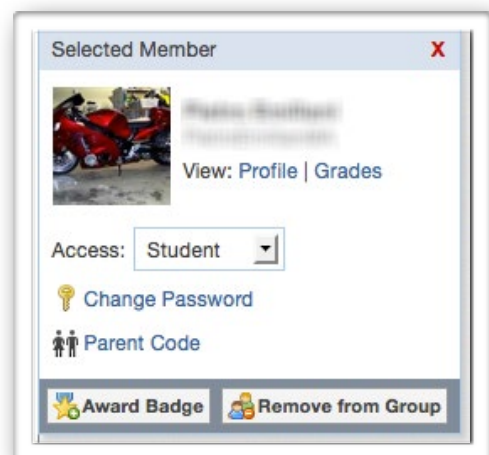 Selected Member X
View: Profile | Grades
Access: Student
Change Password
Parent Code
Award Badge Remove from Group